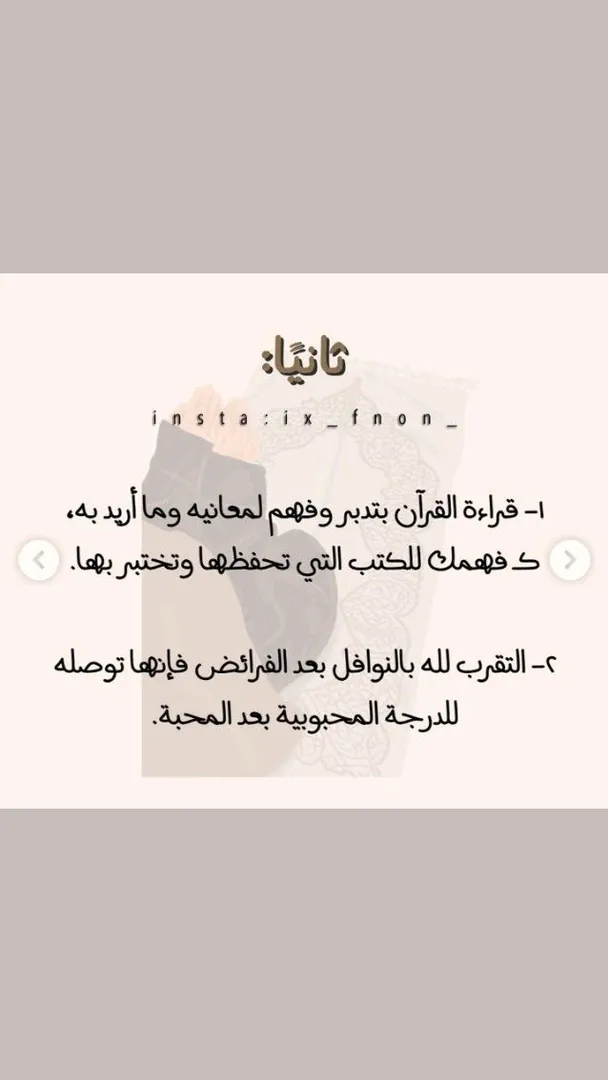 ثانيًا:
insta:ix_fnon_
١- قراءة القرآن بتدبر وفهم لمعانيه وما أريد به،
كـ فهمك للكتب التي تحفظها وتختبر بها.
٢- التقرب لله بالنوافل بعد الفرائض فإنها توصله
للدرجة المحبوبية بعد المحبة.